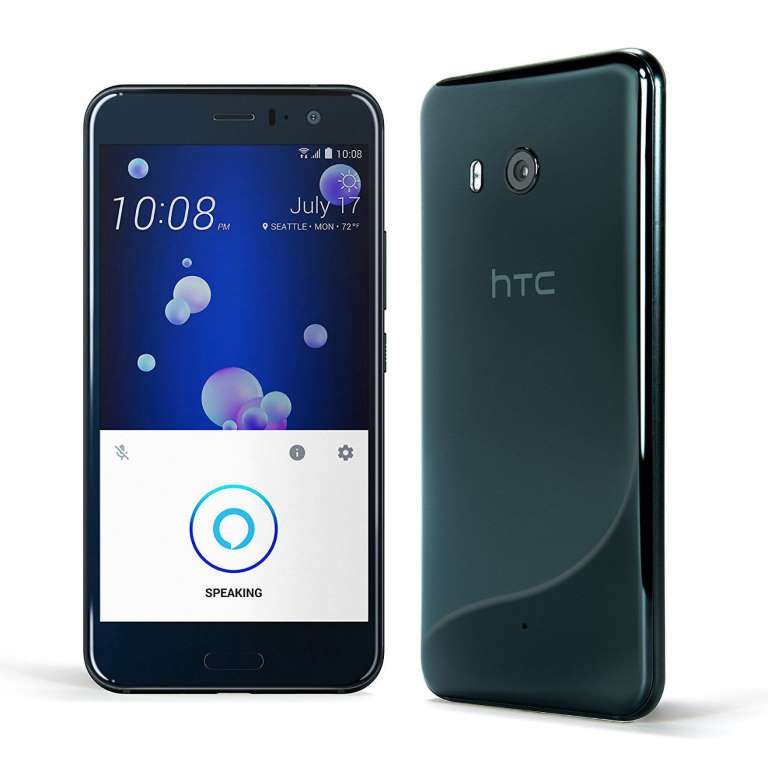 10:08
10:08 PM
July 17
SEATTLE • MON • 72°F
SPEAKING
hTC